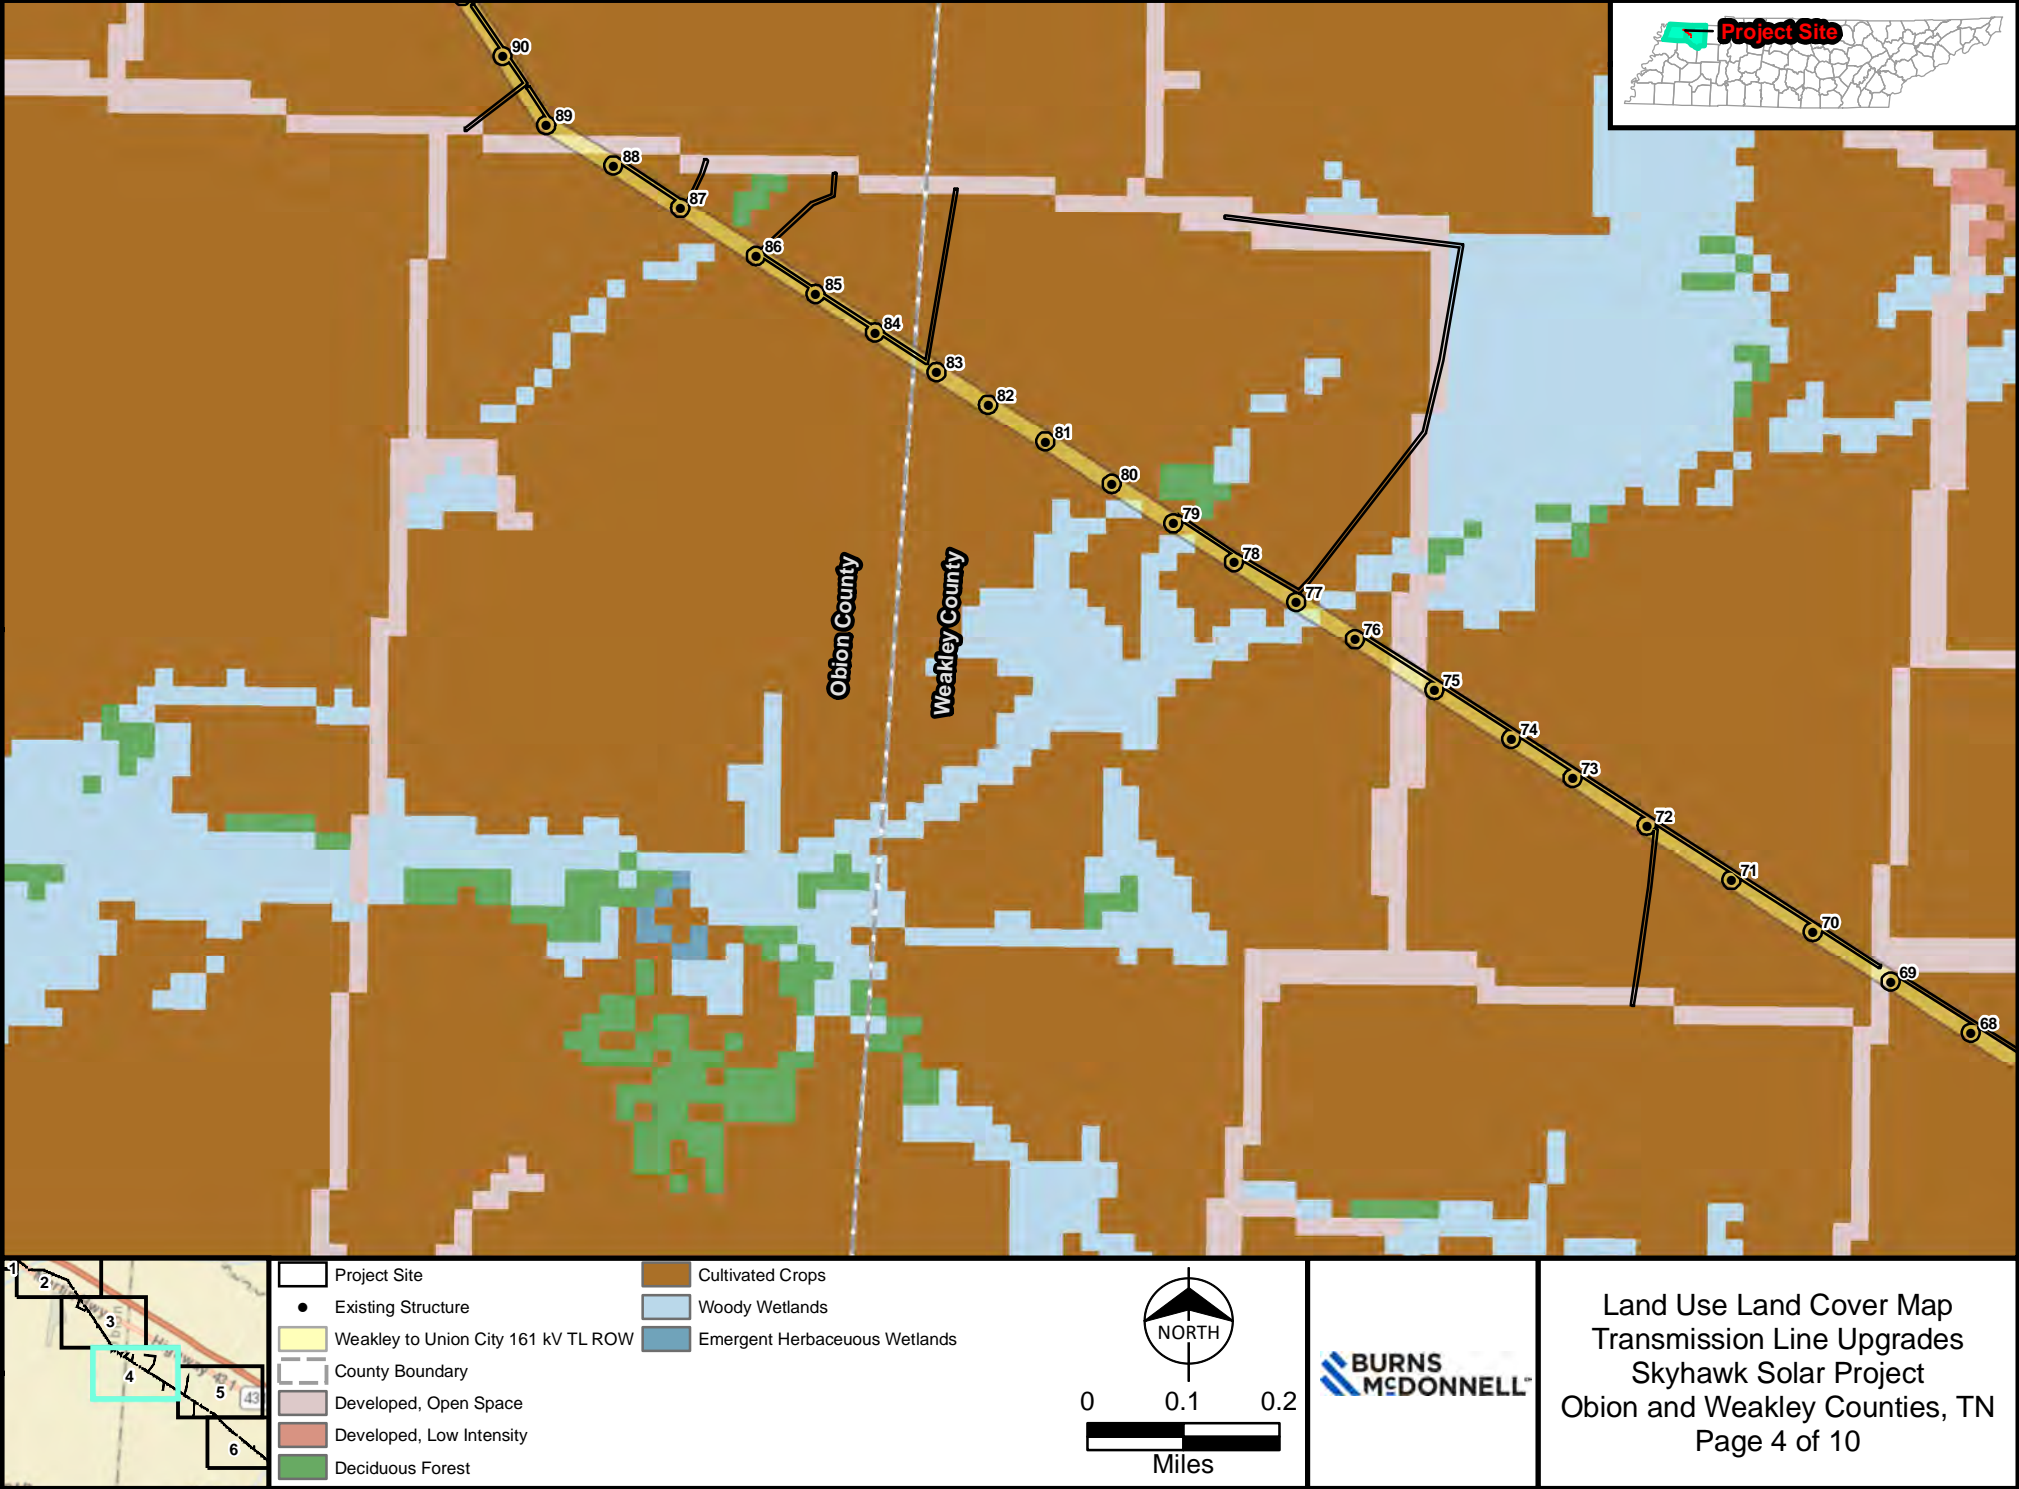 Project Site
90
89
88
87
86
85
84
83
82
81
80
79
78
77
76
75
74
73
72
71
70
69
68
Obion County
Weakley County
1
2
3
4
5
6
Project Site
Existing Structure
Weakley to Union City 161 kV TL ROW
County Boundary
Developed, Open Space
Developed, Low Intensity
Deciduous Forest
Cultivated Crops
Woody Wetlands
Emergent Herbaceuous Wetlands
NORTH
0 0.1 0.2
Miles
BURNS
MCDONNELL
Land Use Land Cover Map
Transmission Line Upgrades
Skyhawk Solar Project
Obion and Weakley Counties, TN
Page 4 of 10